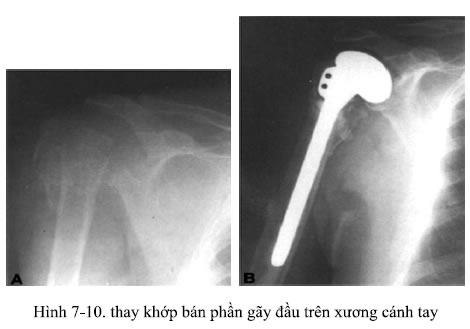 A
B
Hình 7-10. thay khớp bán phần gãy đầu trên xương cánh tay